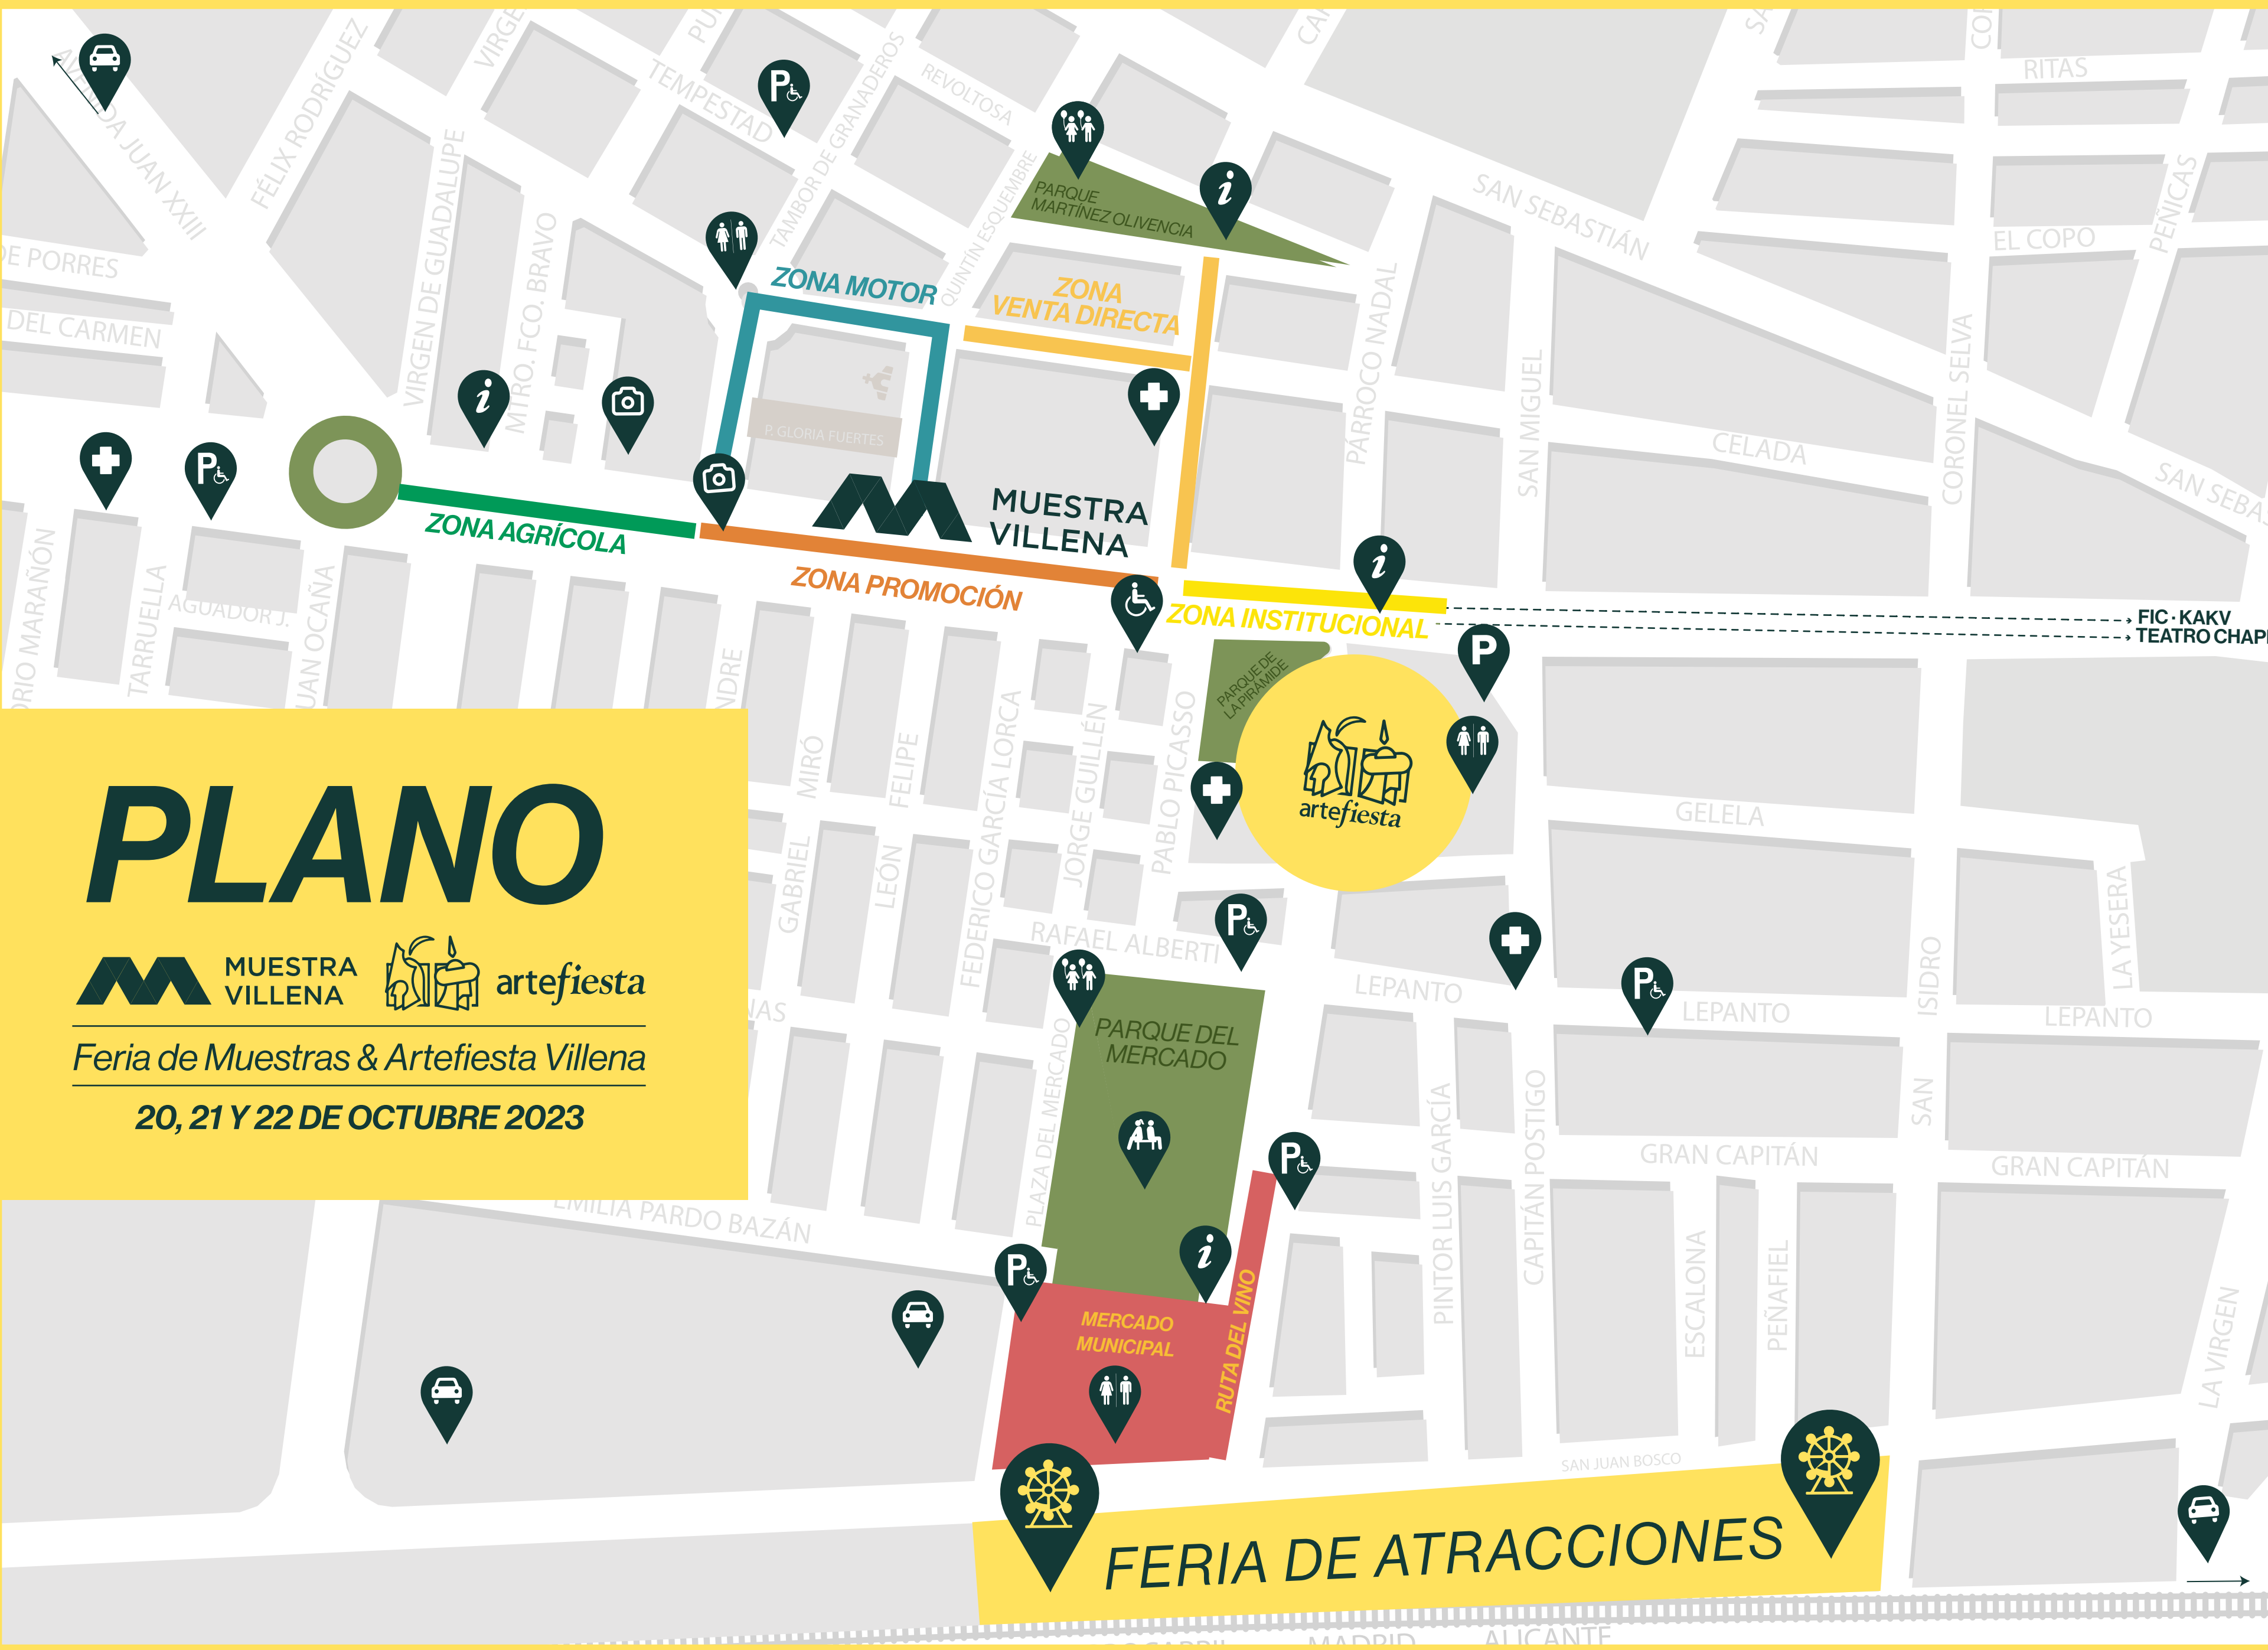 AVENIDA JUAN XXIII
FÉLIX RODRÍGUEZ
TEMPESTAD
TAMBOR DE GRANADEROS
REVOLTOSA
RITAS
PARQUE
MARTÍNEZ OLIVENCIA
SAN SEBASTIÁN
PEÑICAS
EL COPO
DE PORRES
DEL CARMEN
VIRGEN DE GUADALUPE
MTRO. FCO. BRAVO
QUINTÍN ESQUEMBRE
ZONA MOTOR
ZONA
VENTA DIRECTA
PÁRROCO NADAL
SAN MIGUEL
CORONEL SELVA
CELADA
P. GLORIA FUERTES
MUESTRA
VILLENA
ZONA AGRÍCOLA
ZONA PROMOCIÓN
ZONA INSTITUCIONAL
FIC · KAKV
TEATRO CHAP
TARRUELLA
AGUADOR J.
PARQUE DE
LA PIRÁMIDE
artefiesta
P
P
P
P
P
P
P
GABRIEL MIRÓ
LEÓN FELIPE
FEDERICO GARCÍA LORCA
JORGE GUILLÉN
PABLO PICASSO
GELELA
LA YESERA
RAFAEL ALBERTI
LEPANTO
LEPANTO
LEPANTO
SAN ISIDRO
PLANO
MUESTRA
VILLENA
artefiesta
Feria de Muestras & Artefiesta Villena
20, 21 Y 22 DE OCTUBRE 2023
PLAZA DEL MERCADO
PARQUE DEL
MERCADO
PINTOR LUIS GARCÍA
CAPITÁN POSTIGO
GRAN CAPITÁN
GRAN CAPITÁN
SAN
EMILIA PARDO BAZÁN
ESCALONA
PEÑAFIEL
LA VIRGEN
MERCADO
MUNICIPAL
RUTA DEL VINO
SAN JUAN BOSCO
FERIA DE ATRACCIONES
MADRID
ALICANTE